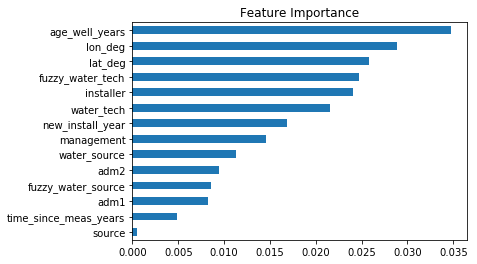 Feature Importance
age_well_years
lon_deg
lat_deg
fuzzy_water_tech
installer
water_tech
new_install_year
management
water_source
adm2
fuzzy_water_source
adm1
time_since_meas_years
source
0.000 0.005 0.010 0.015 0.020 0.025 0.030 0.035